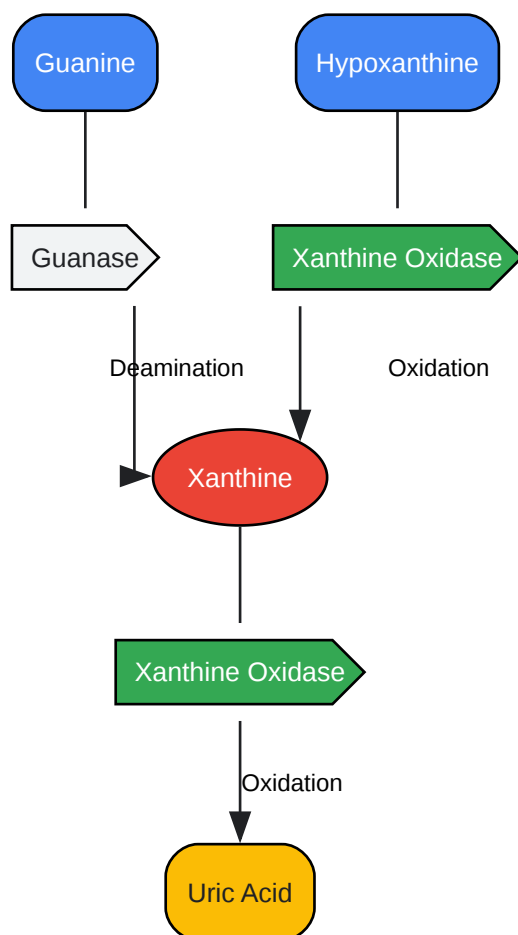 Guanine
Hypoxanthine
Guanase
Xanthine Oxidase
Deamination
Oxidation
Xanthine
Xanthine Oxidase
Oxidation
Uric Acid